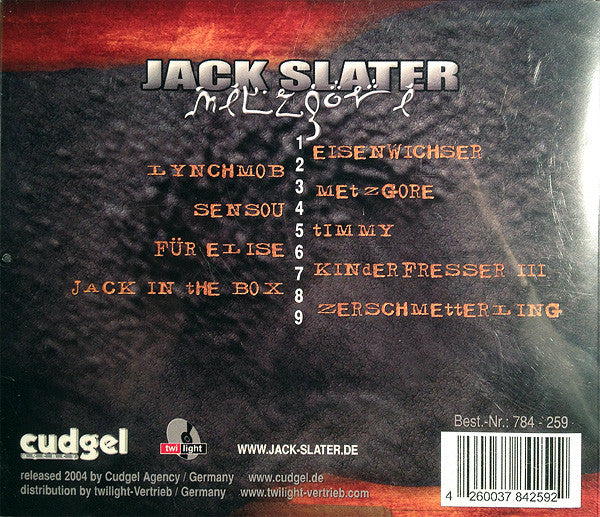 JACK SLATER
Metzgöre
1 EISENWICHSER
LYNCHMOB 2
3 METZGORE
SENSOU 4
5 TIMMY
FÜR ELISE 6
7 KINDERFRESSER III
JACK IN THE BOX 8
9 ZERSCHMETTERLING
Best.-Nr.: 784 - 259
cudgel
AGENCY
twilight
WWW.JACK-SLATER.DE
released 2004 by Cudgel Agency / Germany www.cudgel.de
distribution by twilight-Vertrieb / Germany www.twilight-vertrieb.com
4 260037 842592